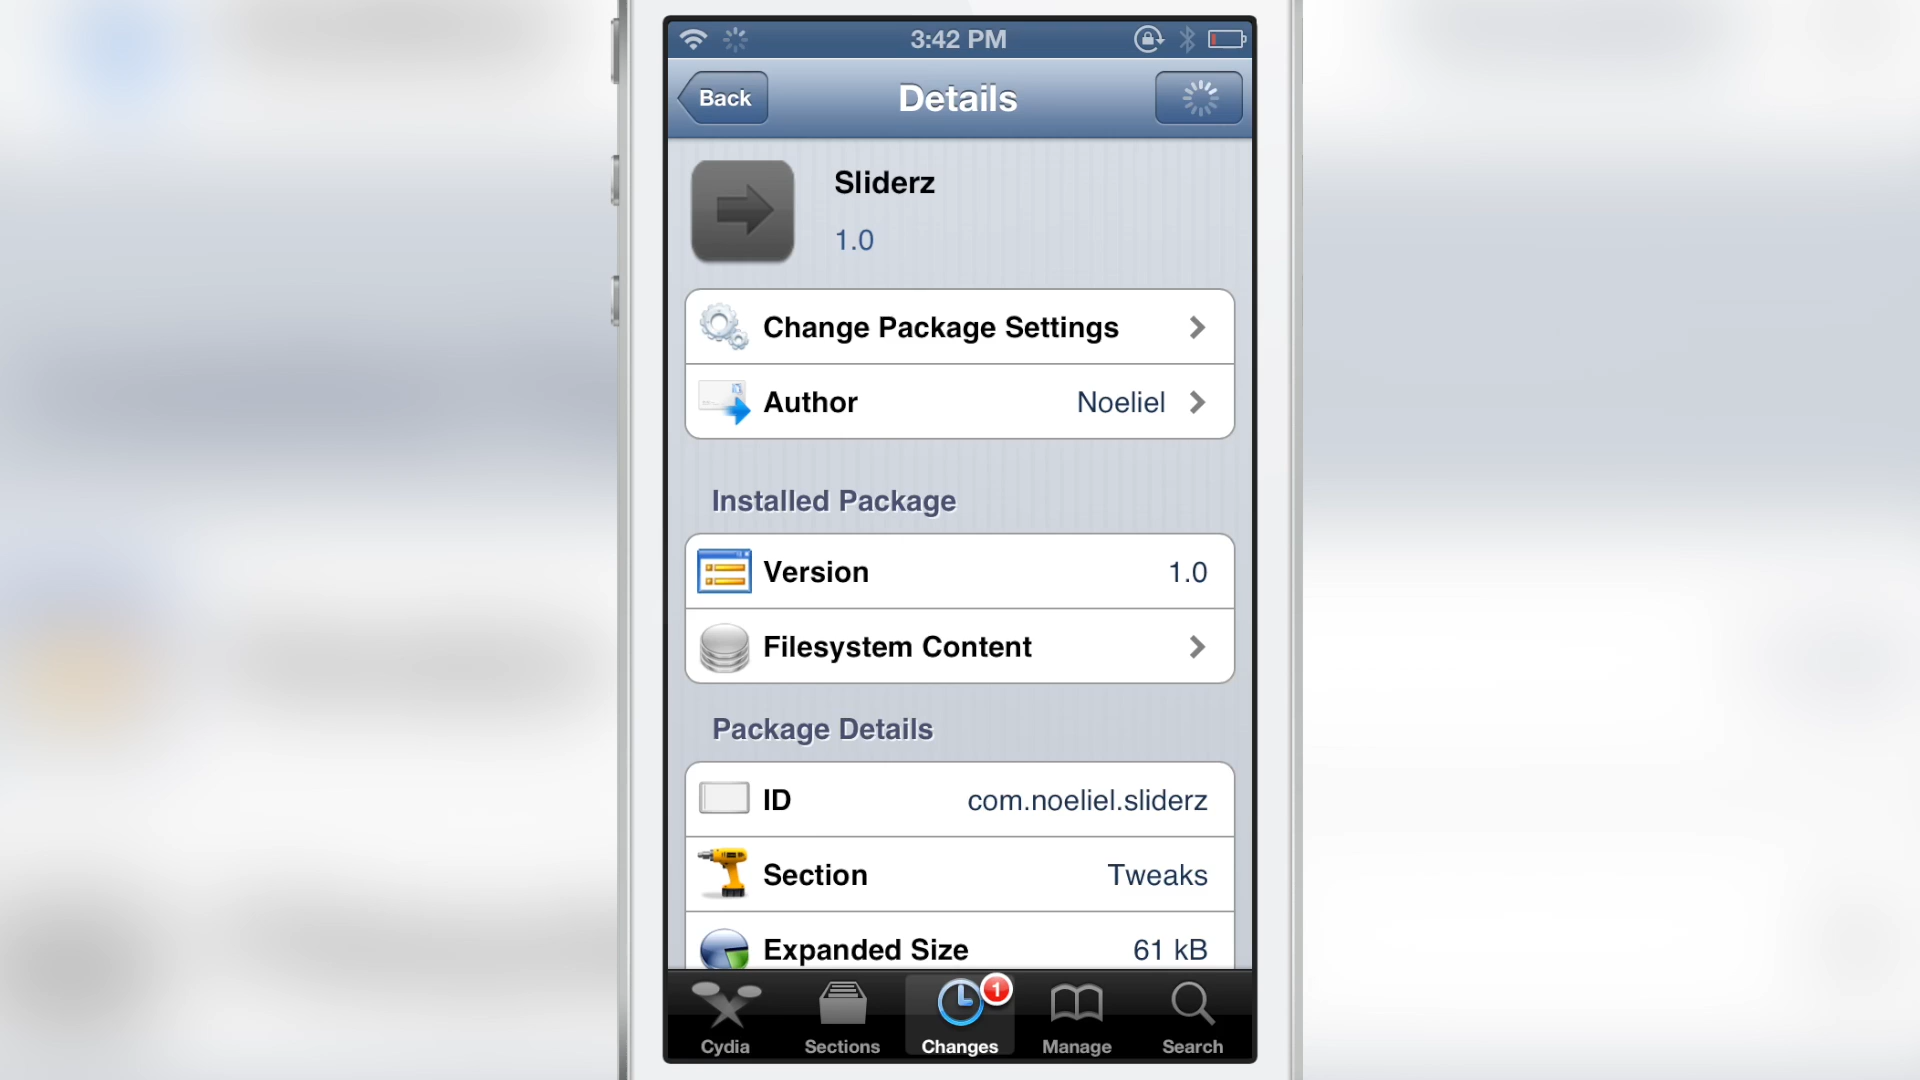 3:42 PM
Back
Details
Sliderz
1.0
Change Package Settings
Author Noeliel
Installed Package
Version 1.0
Filesystem Content
Package Details
ID com.noeliel.sliderz
Section Tweaks
Expanded Size 61 kB
1
Cydia Sections Changes Manage Search